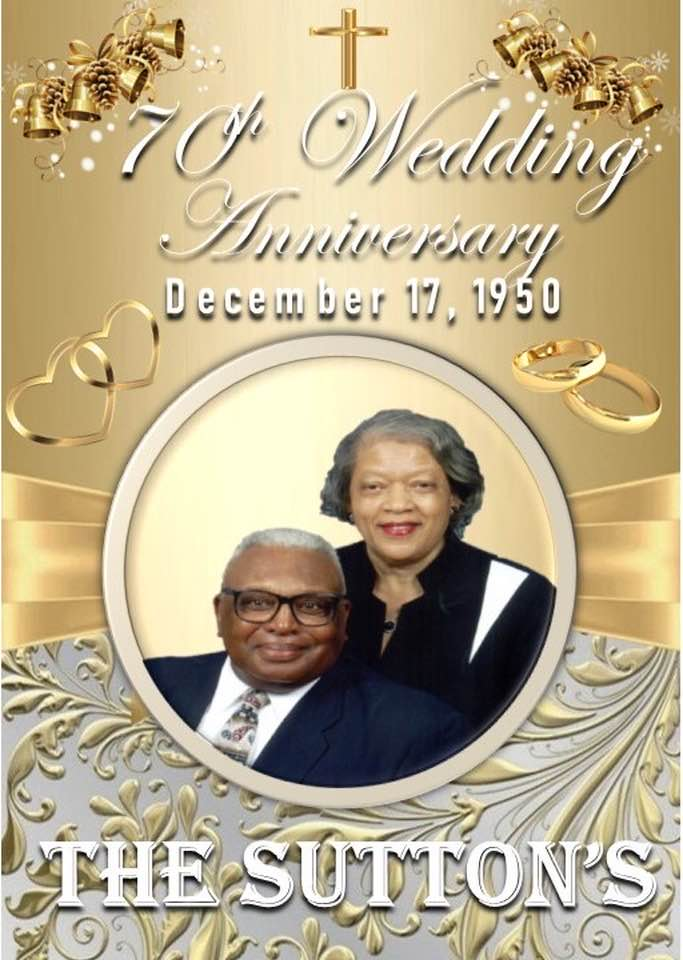 70th Wedding
Anniversary
December 17, 1950
THE SUTTON'S